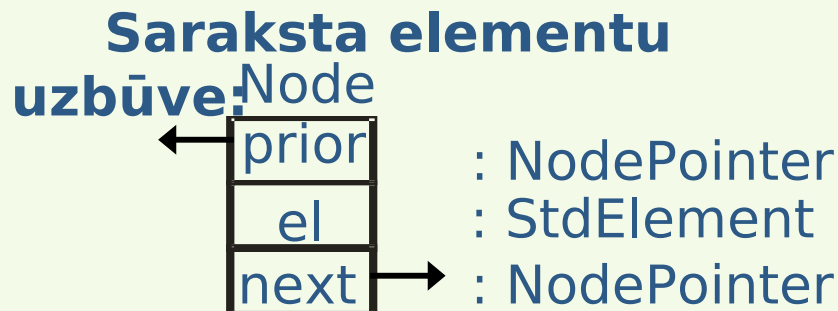 Saraksta elementu
uzbūve:
Node
prior : NodePointer
el : StdElement
next : NodePointer